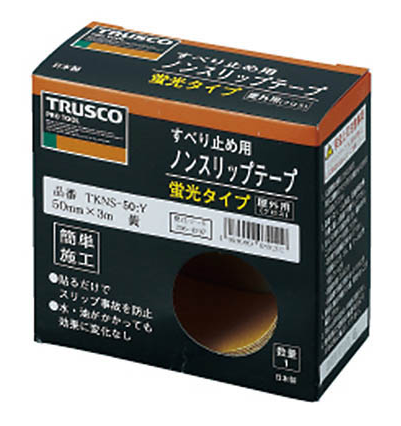 日本製
すべり止め用
ノンスリップテープ
蛍光タイプ
屋外用
TRUSCO
PRO TOOL
すべり止め用
ノンスリップテープ
蛍光タイプ
屋外用
品番 TKNS-50:Y
50mm×3m 黄
簡単
施工
●貼るだけで
スリップ事故を防止
●水・油がかかっても
効果に変化なし
数量
1
日本製